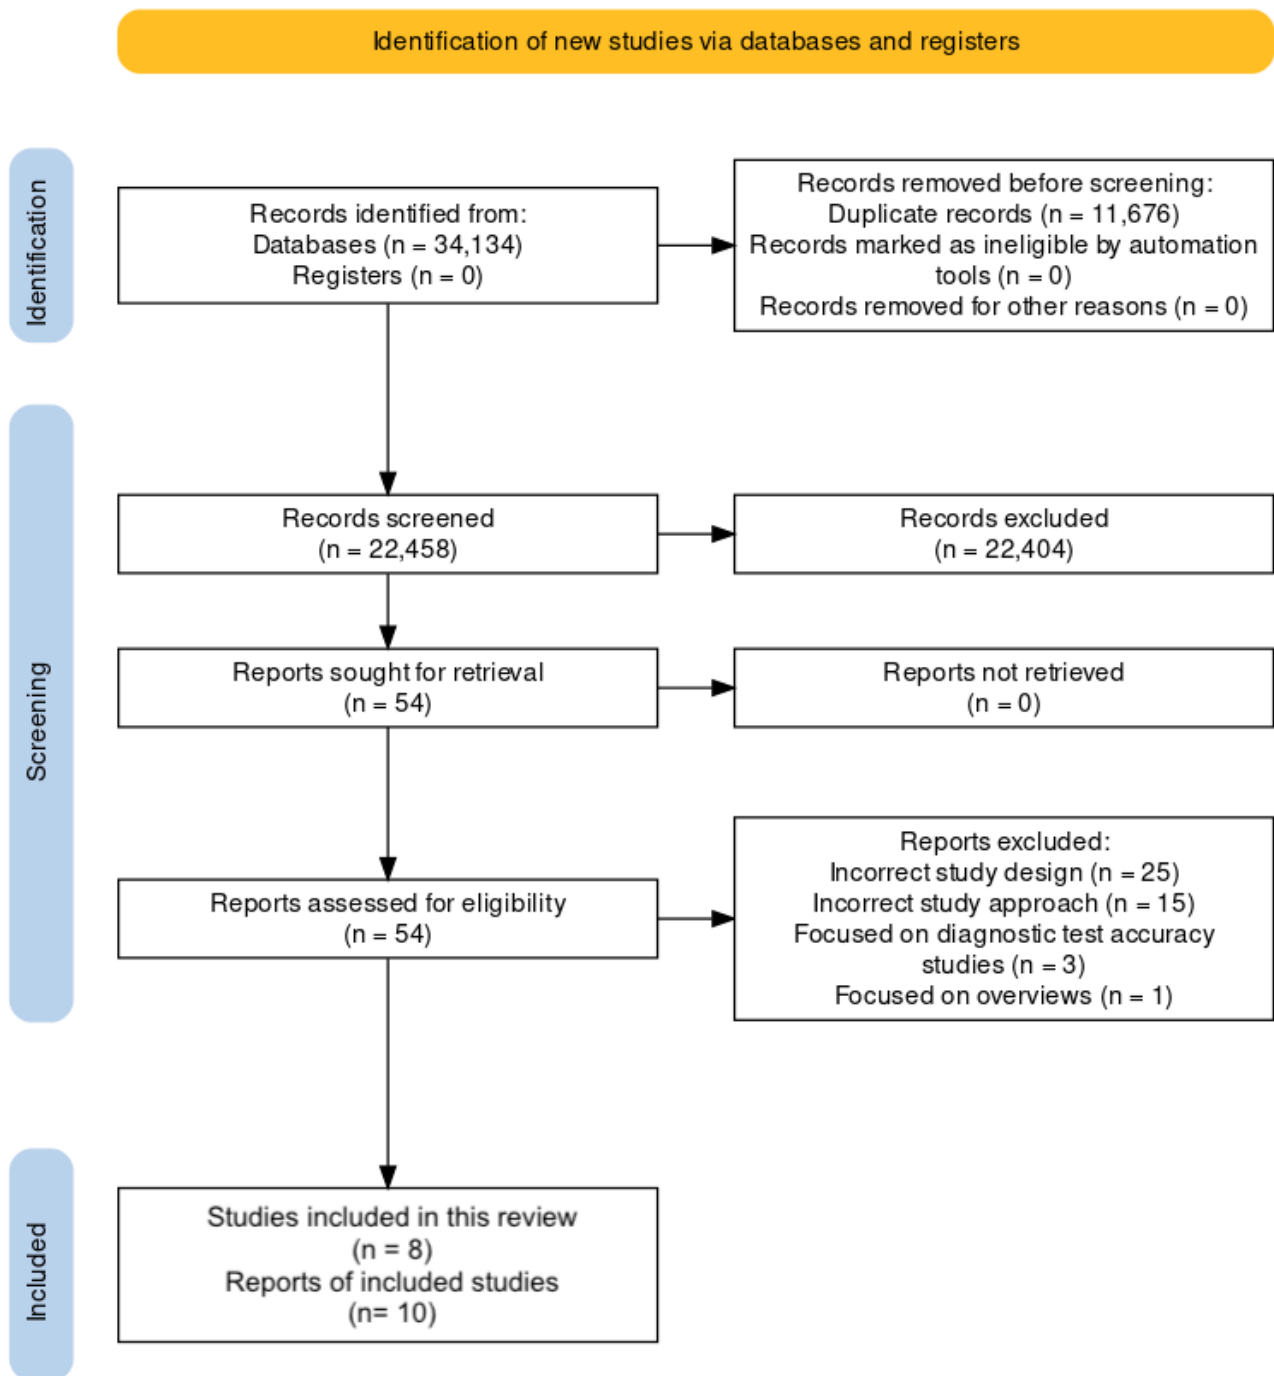 Identification of new studies via databases and registers
Identification
Records identified from:
Databases (n = 34,134)
Registers (n = 0)
Records removed before screening:
Duplicate records (n = 11,676)
Records marked as ineligible by automation
tools (n = 0)
Records removed for other reasons (n = 0)
Screening
Records screened
(n = 22,458)
Records excluded
(n = 22,404)
Reports sought for retrieval
(n = 54)
Reports not retrieved
(n = 0)
Reports assessed for eligibility
(n = 54)
Reports excluded:
Incorrect study design (n = 25)
Incorrect study approach (n = 15)
Focused on diagnostic test accuracy
studies (n = 3)
Focused on overviews (n = 1)
Included
Studies included in this review
(n = 8)
Reports of included studies
(n= 10)